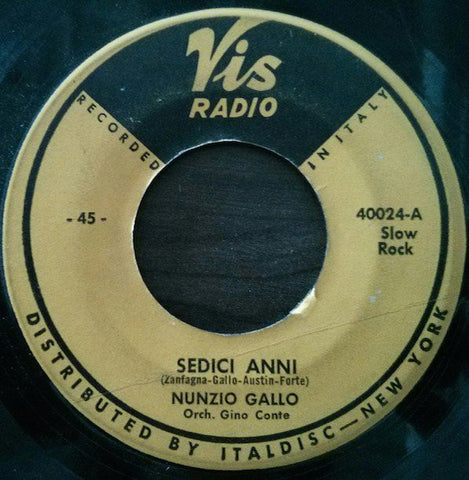 Vis
RADIO
RECORDED IN ITALY
- 45 -
40024-A
Slow
Rock
SEDICI ANNI
(Zanfagna-Gallo-Austin-Forte)
NUNZIO GALLO
Orch. Gino Conte
DISTRIBUTED BY ITALDISC—NEW YORK